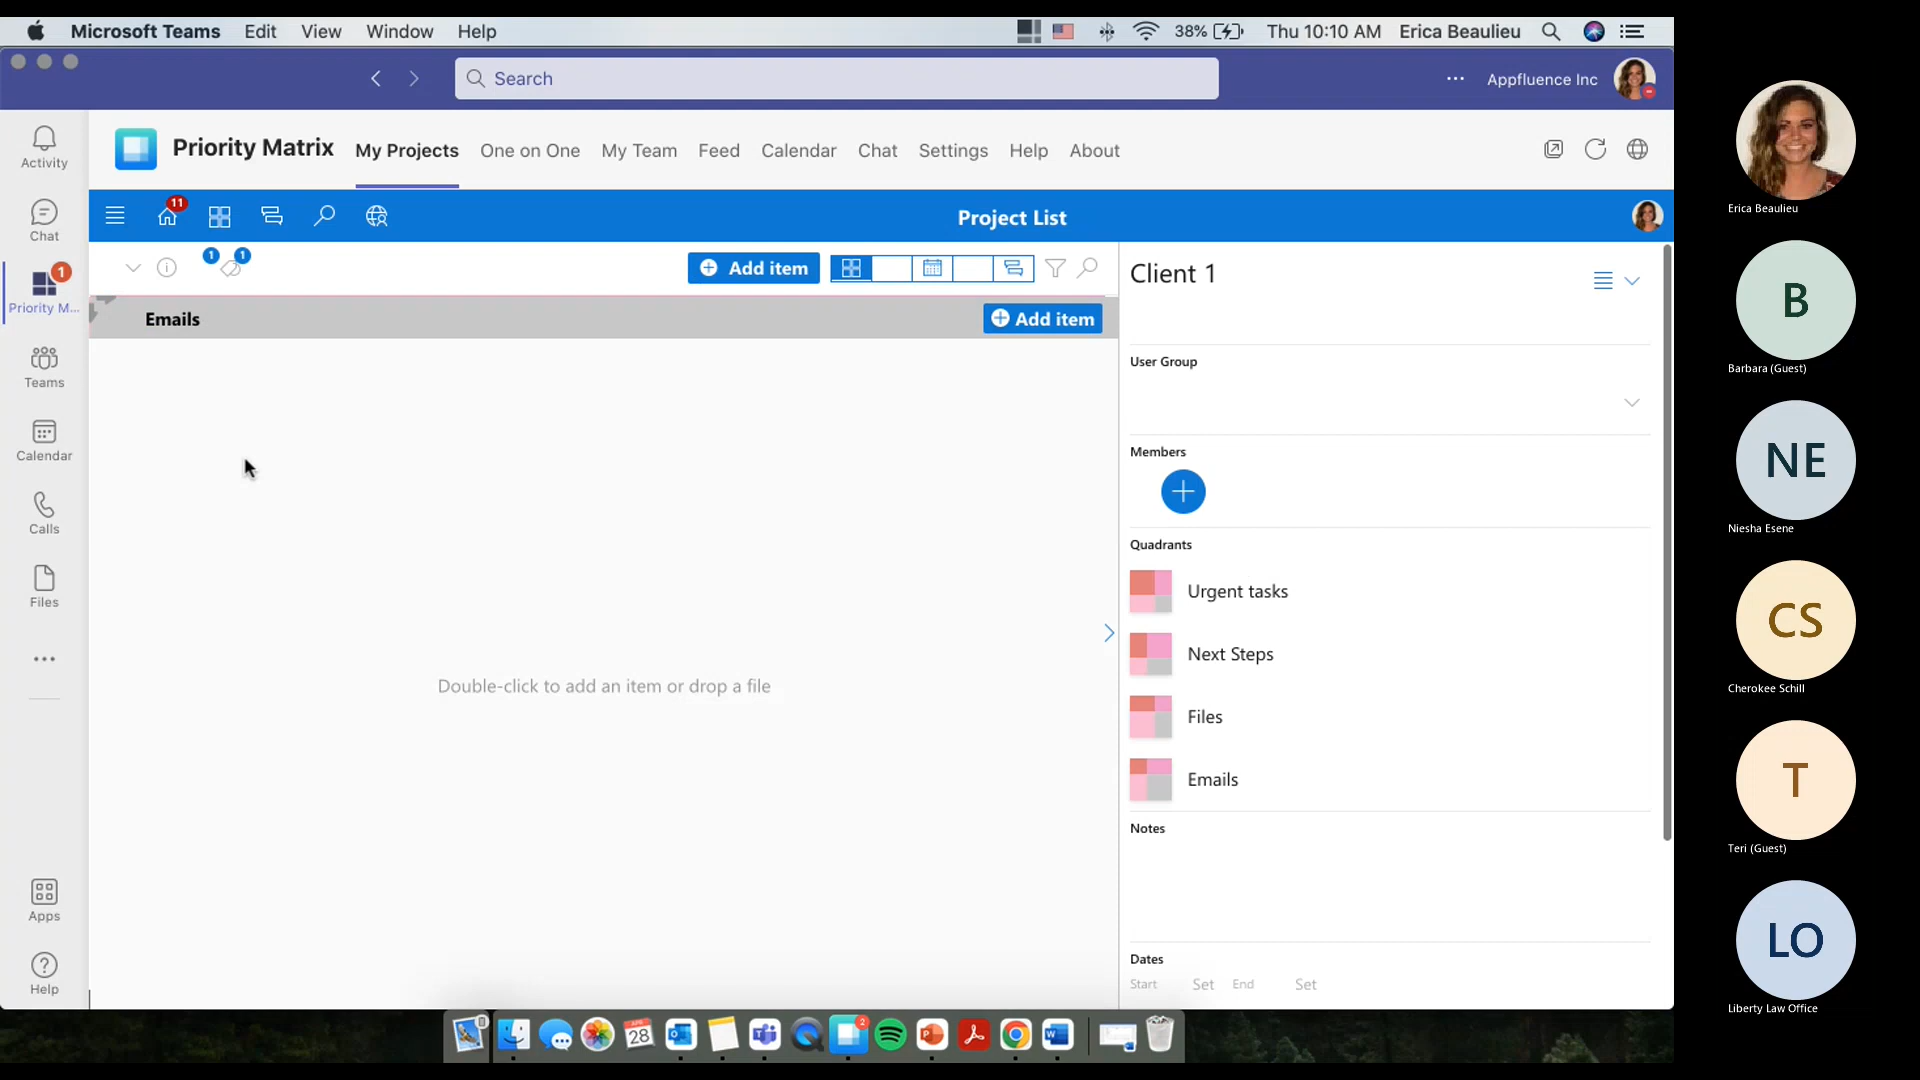 Microsoft Teams Edit View Window Help 38% Thu 10:10 AM Erica Beaulieu
Search
Appfluence Inc
Activity
Chat
1
Priority M...
Teams
Calendar
Calls
Files
Apps
Help
Priority Matrix My Projects One on One My Team Feed Calendar Chat Settings Help About
11
Project List
1 1
Add item
Emails
Add item
Double-click to add an item or drop a file
Client 1
User Group
Members
Quadrants
Urgent tasks
Next Steps
Files
Emails
Notes
Dates
Start Set End Set
APR
28
2
Erica Beaulieu
B
Barbara (Guest)
NE
Niesha Esene
CS
Cherokee Schill
T
Teri (Guest)
LO
Liberty Law Office